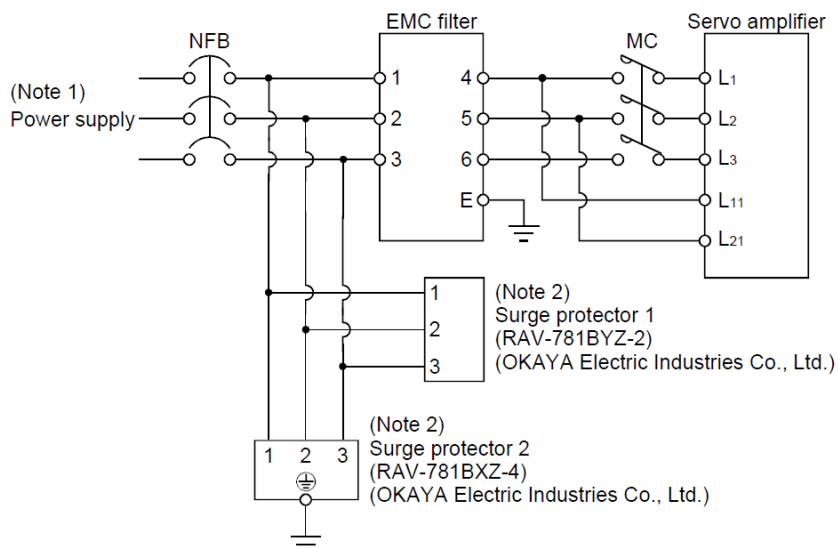 EMC filter
Servo amplifier
NFB
MC
(Note 1)
Power supply
1
2
3
4
5
6
E
L1
L2
L3
L11
L21
1
2
3
(Note 2)
Surge protector 1
(RAV-781BYZ-2)
(OKAYA Electric Industries Co., Ltd.)
1 2 3
(Note 2)
Surge protector 2
(RAV-781BXZ-4)
(OKAYA Electric Industries Co., Ltd.)